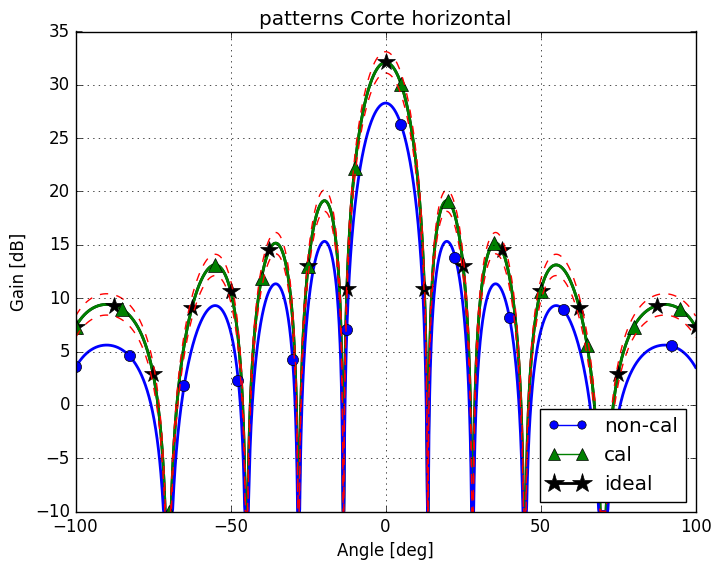 patterns Corte horizontal
Gain [dB]
35
30
25
20
15
10
5
0
−5
−10
−100
−50
0
50
100
Angle [deg]
non-cal
cal
ideal